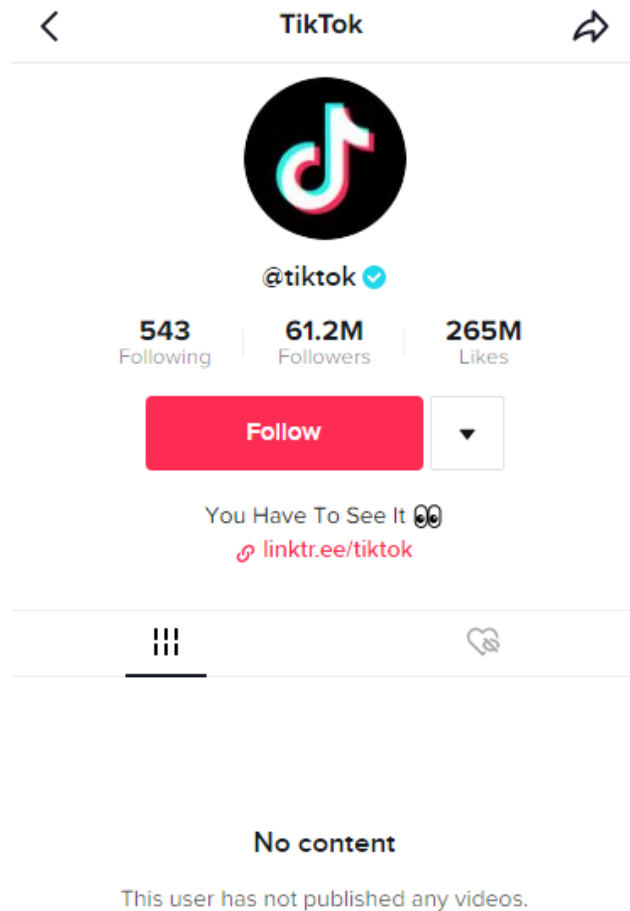 TikTok
@tiktok
543 61.2M 265M
Following Followers Likes
Follow
You Have To See It 👀
linktr.ee/tiktok
No content
This user has not published any videos.